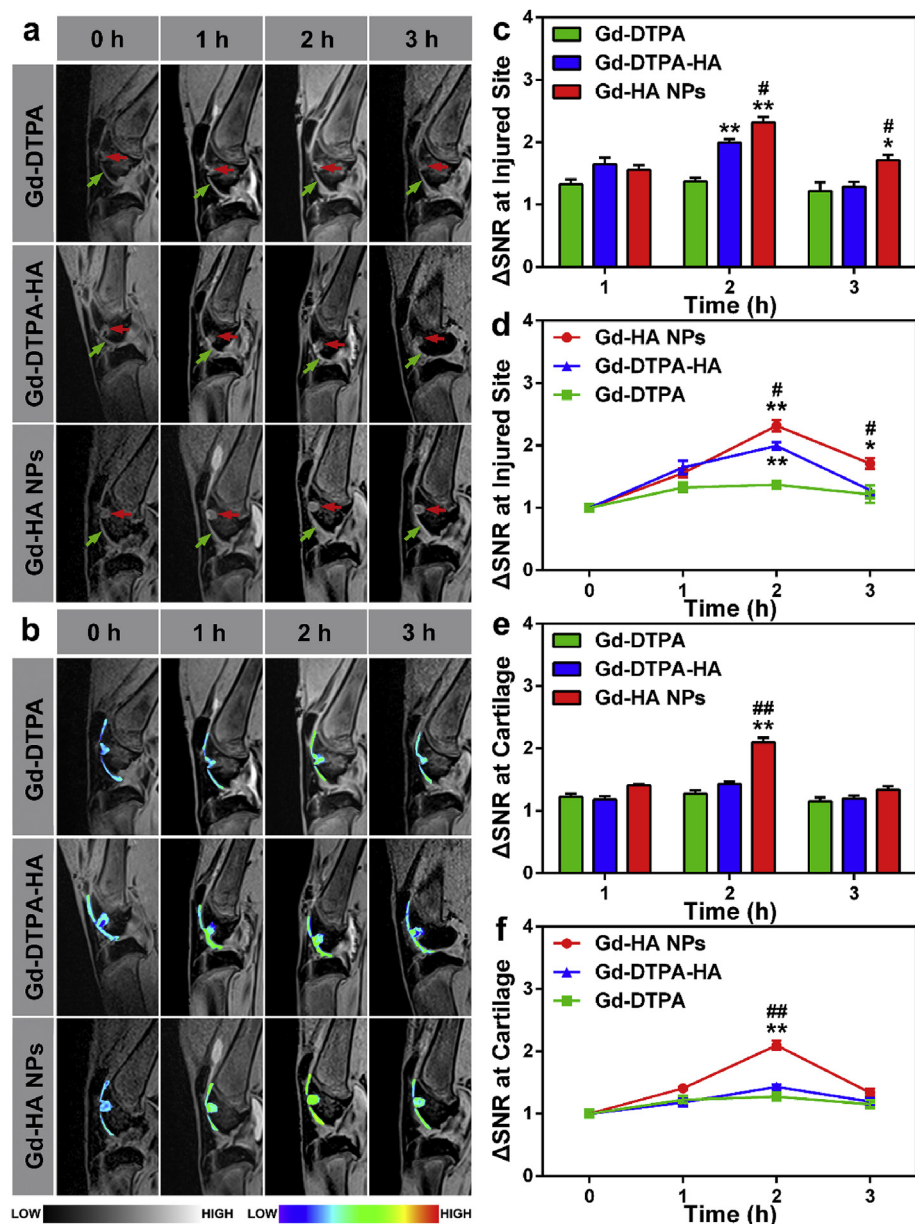 a
0 h 1 h 2 h 3 h
Gd-DTPA
Gd-DTPA-HA
Gd-HA NPs
b
0 h 1 h 2 h 3 h
Gd-DTPA
Gd-DTPA-HA
Gd-HA NPs
LOW HIGH LOW HIGH
c
Gd-DTPA
Gd-DTPA-HA
Gd-HA NPs
ΔSNR at Injured Site
4
3
2
1
0
** # ** # *
1 2 3
Time (h)
d
Gd-HA NPs
Gd-DTPA-HA
Gd-DTPA
ΔSNR at Injured Site
4
3
2
1
0
# ** ** # *
0 1 2 3
Time (h)
e
Gd-DTPA
Gd-DTPA-HA
Gd-HA NPs
ΔSNR at Cartilage
4
3
2
1
0
## **
1 2 3
Time (h)
f
Gd-HA NPs
Gd-DTPA-HA
Gd-DTPA
ΔSNR at Cartilage
4
3
2
1
0
## **
0 1 2 3
Time (h)